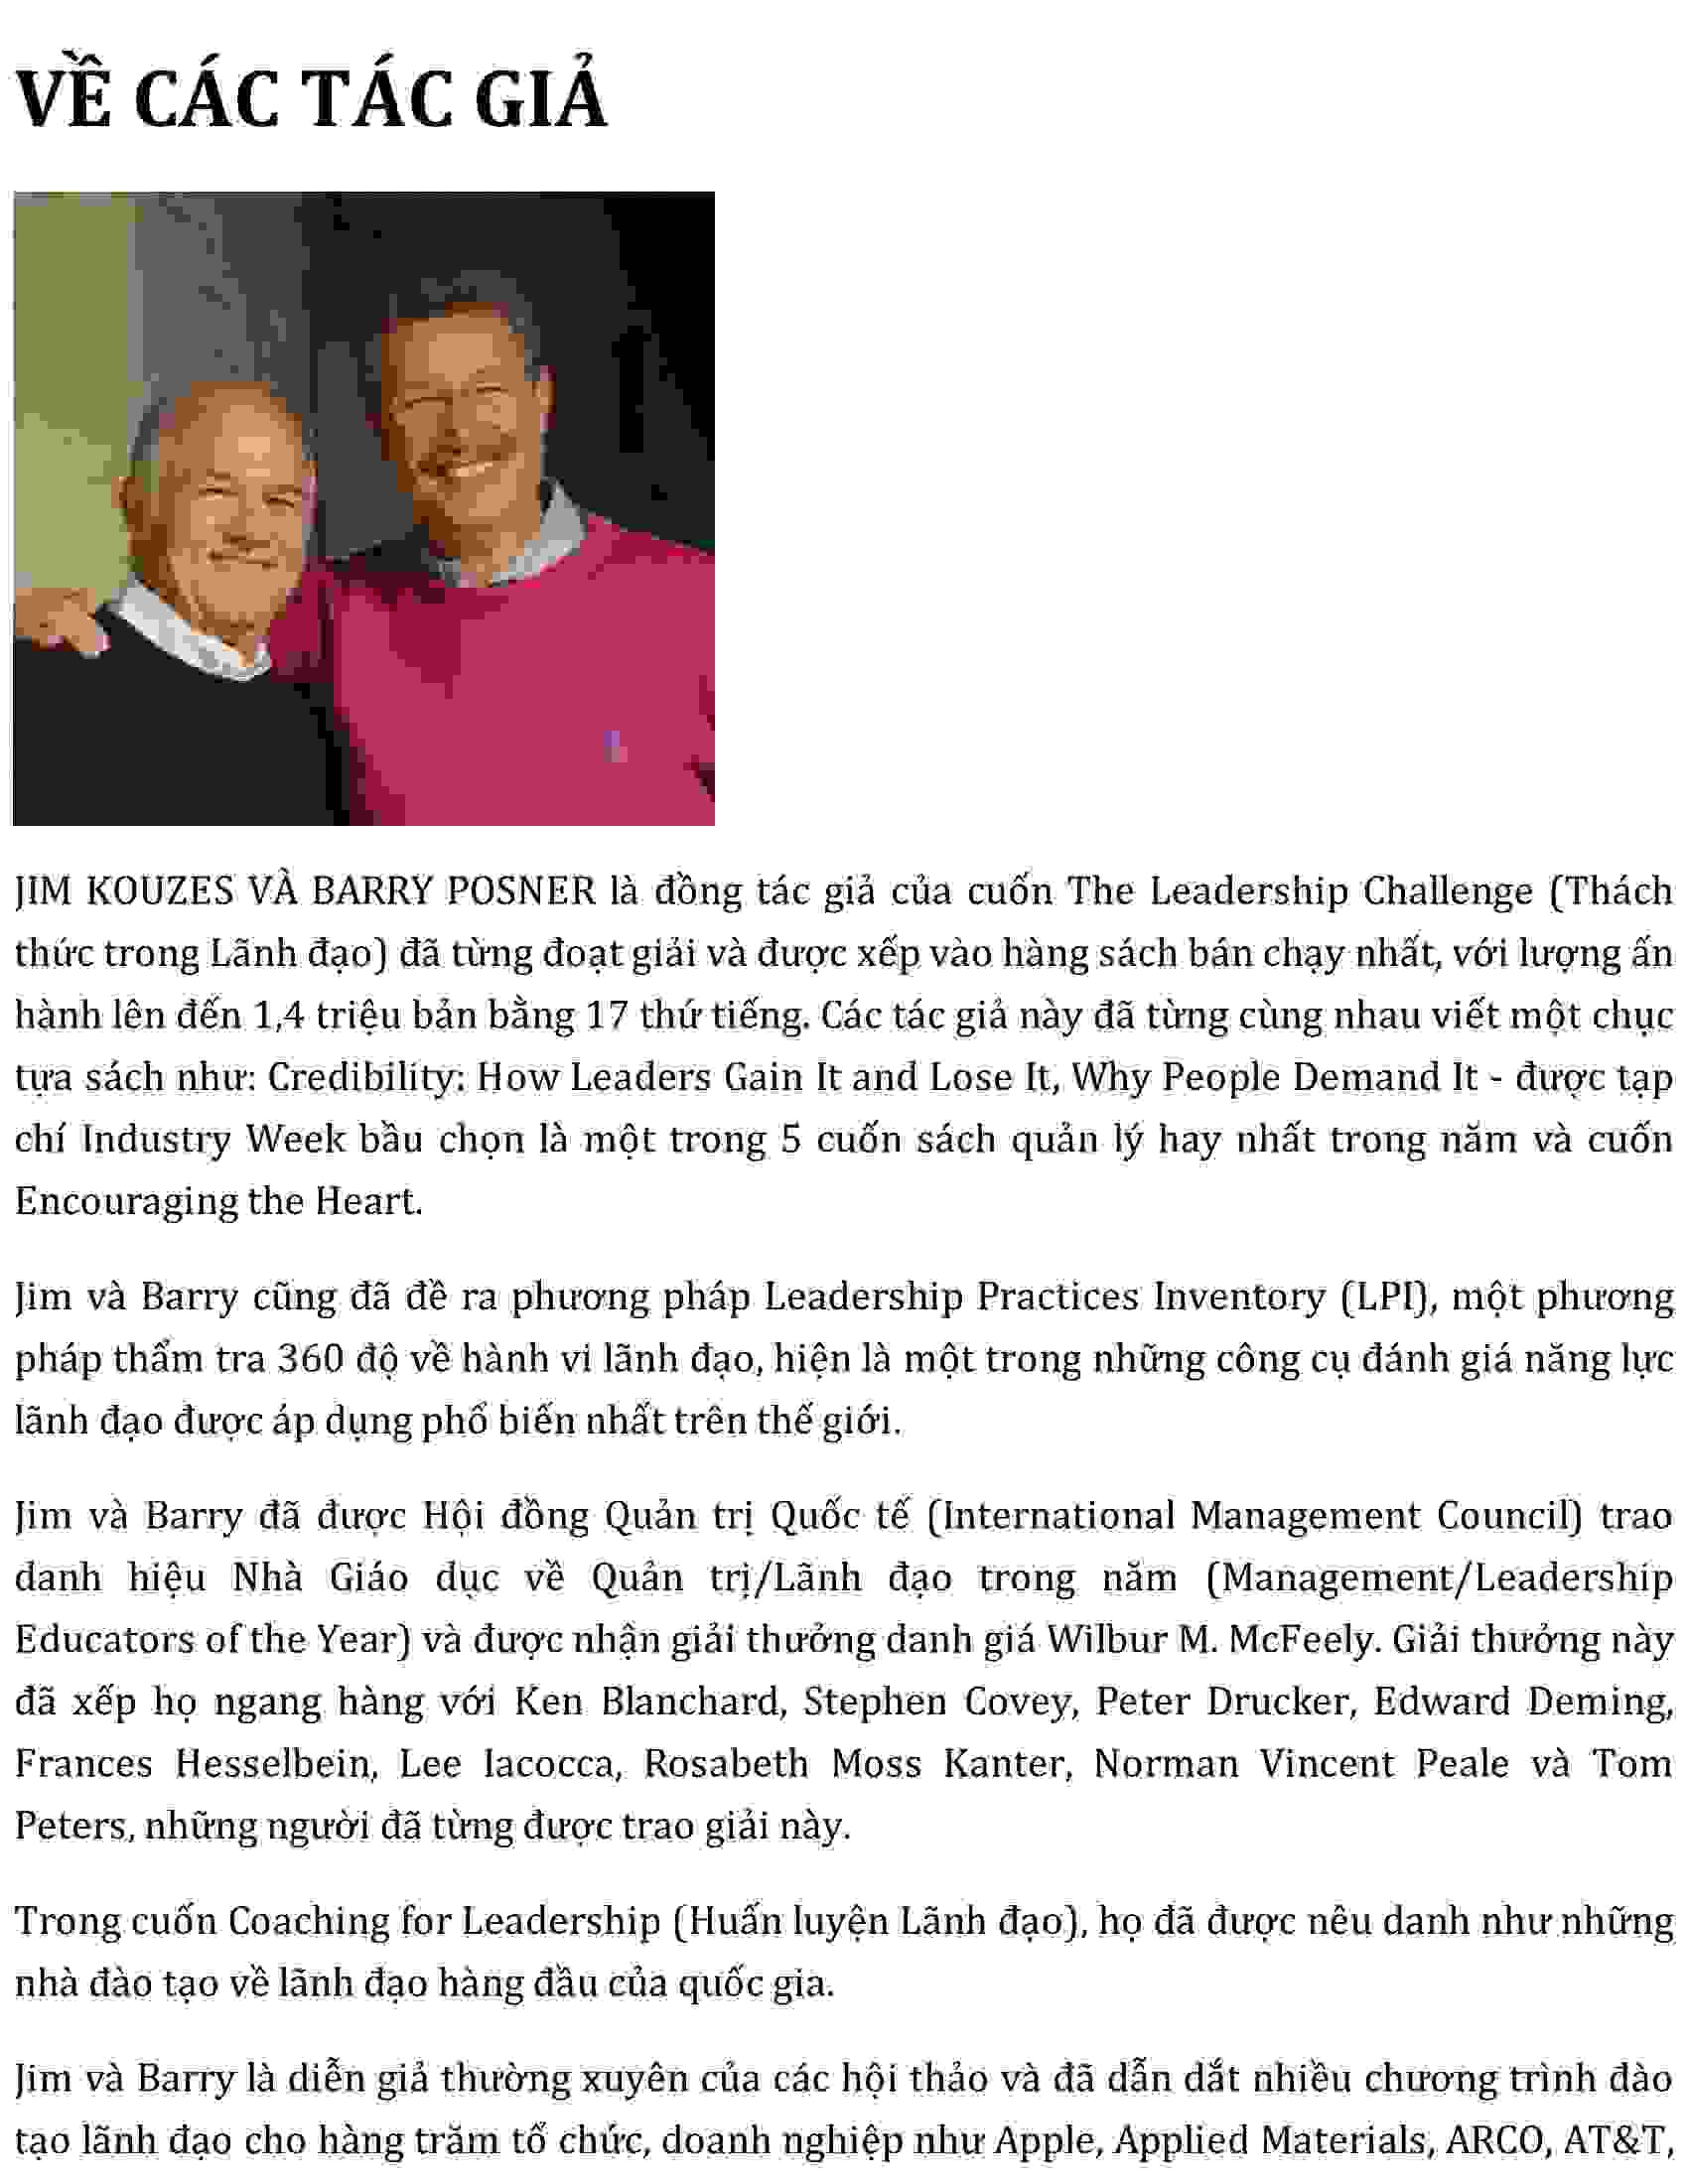 VỀ CÁC TÁC GIẢ
JIM KOUZES VÀ BARRY POSNER là đồng tác giả của cuốn The Leadership Challenge (Thách
thức trong Lãnh đạo) đã từng đoạt giải và được xếp vào hàng sách bán chạy nhất, với lượng ấn
hành lên đến 1,4 triệu bản bằng 17 thứ tiếng. Các tác giả này đã từng cùng nhau viết một chục
tựa sách như: Credibility: How Leaders Gain It and Lose It, Why People Demand It - được tạp
chí Industry Week bầu chọn là một trong 5 cuốn sách quản lý hay nhất trong năm và cuốn
Encouraging the Heart.
Jim và Barry cũng đã đề ra phương pháp Leadership Practices Inventory (LPI), một phương
pháp thẩm tra 360 độ về hành vi lãnh đạo, hiện là một trong những công cụ đánh giá năng lực
lãnh đạo được áp dụng phổ biến nhất trên thế giới.
Jim và Barry đã được Hội đồng Quản trị Quốc tế (International Management Council) trao
danh hiệu Nhà Giáo dục về Quản trị/Lãnh đạo trong năm (Management/Leadership
Educators of the Year) và được nhận giải thưởng danh giá Wilbur M. McFeely. Giải thưởng này
đã xếp họ ngang hàng với Ken Blanchard, Stephen Covey, Peter Drucker, Edward Deming,
Frances Hesselbein, Lee Iacocca, Rosabeth Moss Kanter, Norman Vincent Peale và Tom
Peters, những người đã từng được trao giải này.
Trong cuốn Coaching for Leadership (Huấn luyện Lãnh đạo), họ đã được nêu danh như những
nhà đào tạo về lãnh đạo hàng đầu của quốc gia.
Jim và Barry là diễn giả thường xuyên của các hội thảo và đã dẫn dắt nhiều chương trình đào
tạo lãnh đạo cho hàng trăm tổ chức, doanh nghiệp như Apple, Applied Materials, ARCO, AT&T,